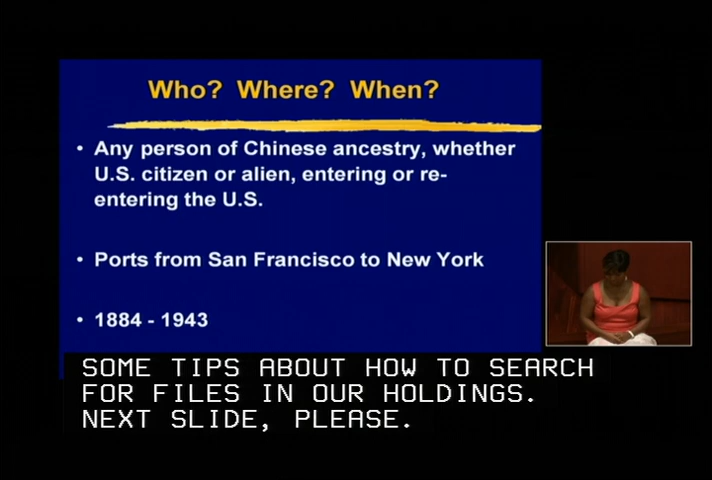 Who? Where? When?
• Any person of Chinese ancestry, whether
U.S. citizen or alien, entering or re-
entering the U.S.
• Ports from San Francisco to New York
• 1884 - 1943
SOME TIPS ABOUT HOW TO SEARCH
FOR FILES IN OUR HOLDINGS.
NEXT SLIDE, PLEASE.